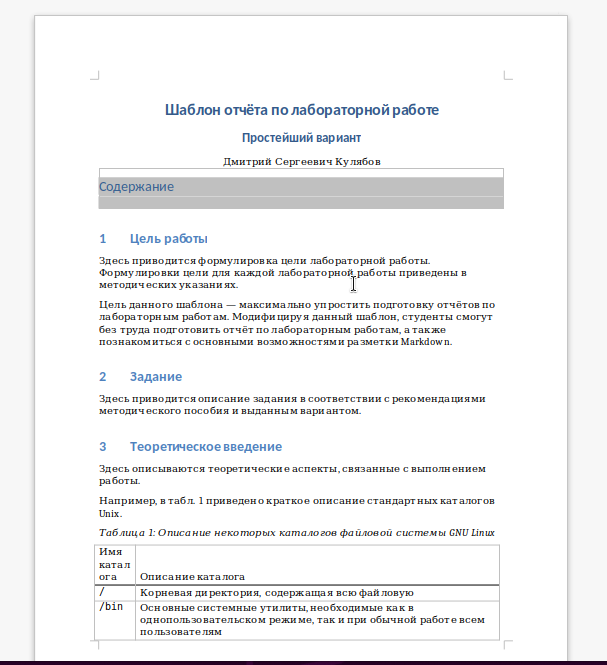 Шаблон отчёта по лабораторной работе
Простейший вариант
Дмитрий Сергеевич Кулябов
Содержание
1 Цель работы
Здесь приводится формулировка цели лабораторной работы.
Формулировки цели для каждой лабораторной работы приведены в
методических указаниях.
Цель данного шаблона — максимально упростить подготовку отчётов по
лабораторным работам. Модифицируя данный шаблон, студенты смогут
без труда подготовить отчёт по лабораторным работам, а также
познакомиться с основными возможностями разметки Markdown.
2 Задание
Здесь приводится описание задания в соответствии с рекомендациями
методического пособия и выданным вариантом.
3 Теоретическое введение
Здесь описываются теоретические аспекты, связанные с выполнением
работы.
Например, в табл. 1 приведено краткое описание стандартных каталогов
Unix.
Таблица 1: Описание некоторых каталогов файловой системы GNU Linux
Имя
катал
ога Описание каталога
/ Корневая директория, содержащая всю файловую
/bin Основные системные утилиты, необходимые как в
однопользовательском режиме, так и при обычной работе всем
пользователям